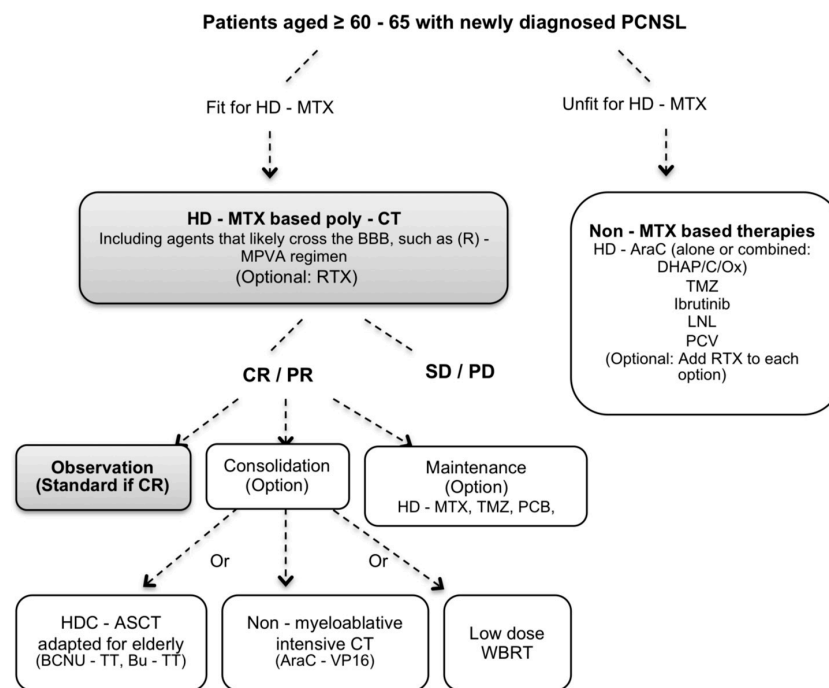 Patients aged ≥ 60 - 65 with newly diagnosed PCNSL
Fit for HD - MTX
Unfit for HD - MTX
HD - MTX based poly - CT
Including agents that likely cross the BBB, such as (R) -
MPVA regimen
(Optional: RTX)
Non - MTX based therapies
HD - AraC (alone or combined:
DHAP/C/Ox)
TMZ
Ibrutinib
LNL
PCV
(Optional: Add RTX to each
option)
CR / PR
SD / PD
Observation
(Standard if CR)
Consolidation
(Option)
Maintenance
(Option)
HD - MTX, TMZ, PCB,
Or
Or
HDC - ASCT
adapted for elderly
(BCNU - TT, Bu - TT)
Non - myeloablative
intensive CT
(AraC - VP16)
Low dose
WBRT